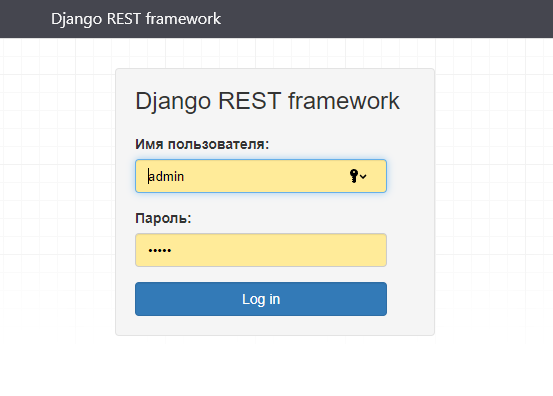 Django REST framework
Django REST framework
Имя пользователя:
admin
Пароль:
•••••
Log in